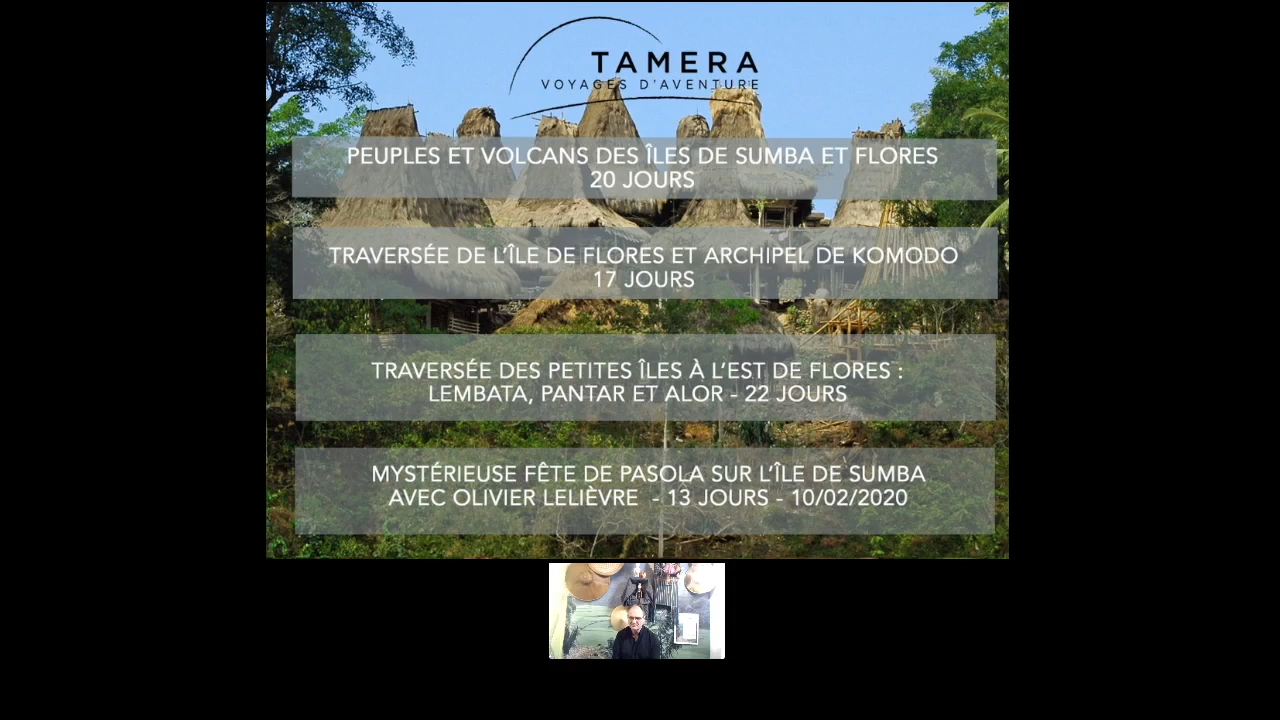 TAMERA
VOYAGES D'AVENTURE
PEUPLES ET VOLCANS DES ÎLES DE SUMBA ET FLORES
20 JOURS
TRAVERSÉE DE L'ÎLE DE FLORES ET ARCHIPEL DE KOMODO
17 JOURS
TRAVERSÉE DES PETITES ÎLES À L'EST DE FLORES :
LEMBATA, PANTAR ET ALOR - 22 JOURS
MYSTÉRIEUSE FÊTE DE PASOLA SUR L'ÎLE DE SUMBA
AVEC OLIVIER LELIÈVRE - 13 JOURS - 10/02/2020